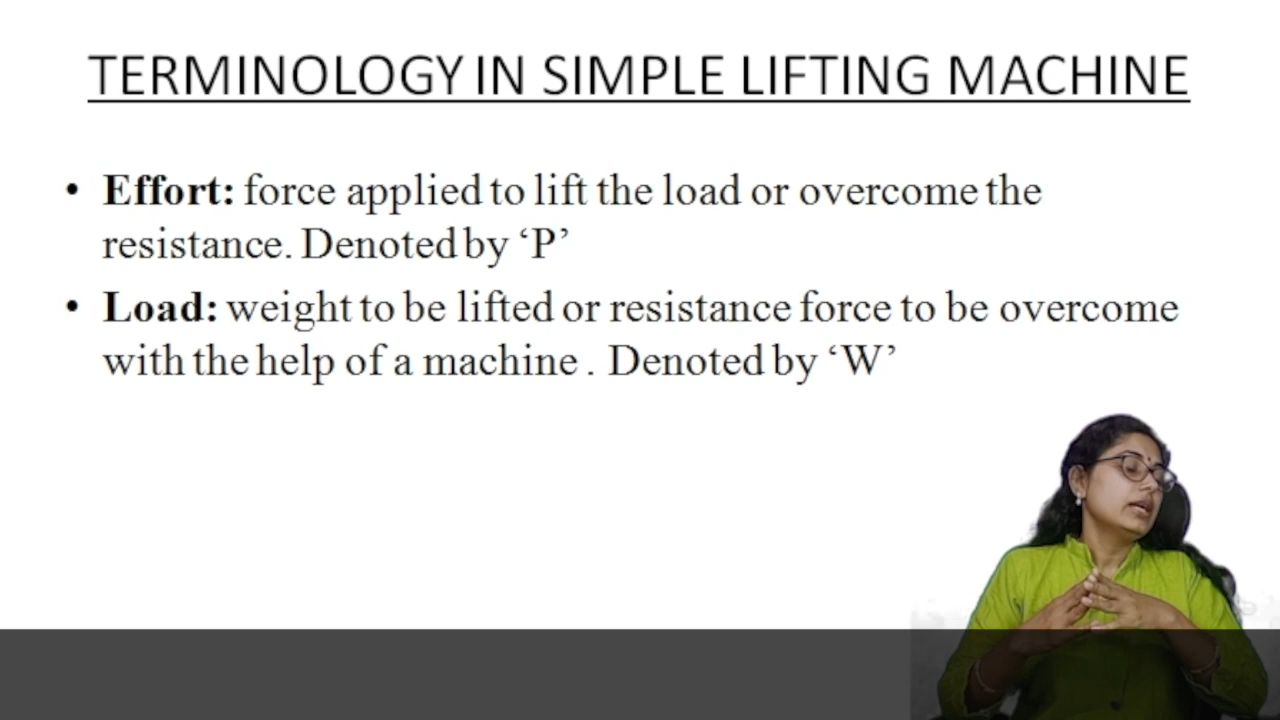 TERMINOLOGY IN SIMPLE LIFTING MACHINE
• Effort: force applied to lift the load or overcome the
resistance. Denoted by ‘P’
• Load: weight to be lifted or resistance force to be overcome
with the help of a machine . Denoted by ‘W’